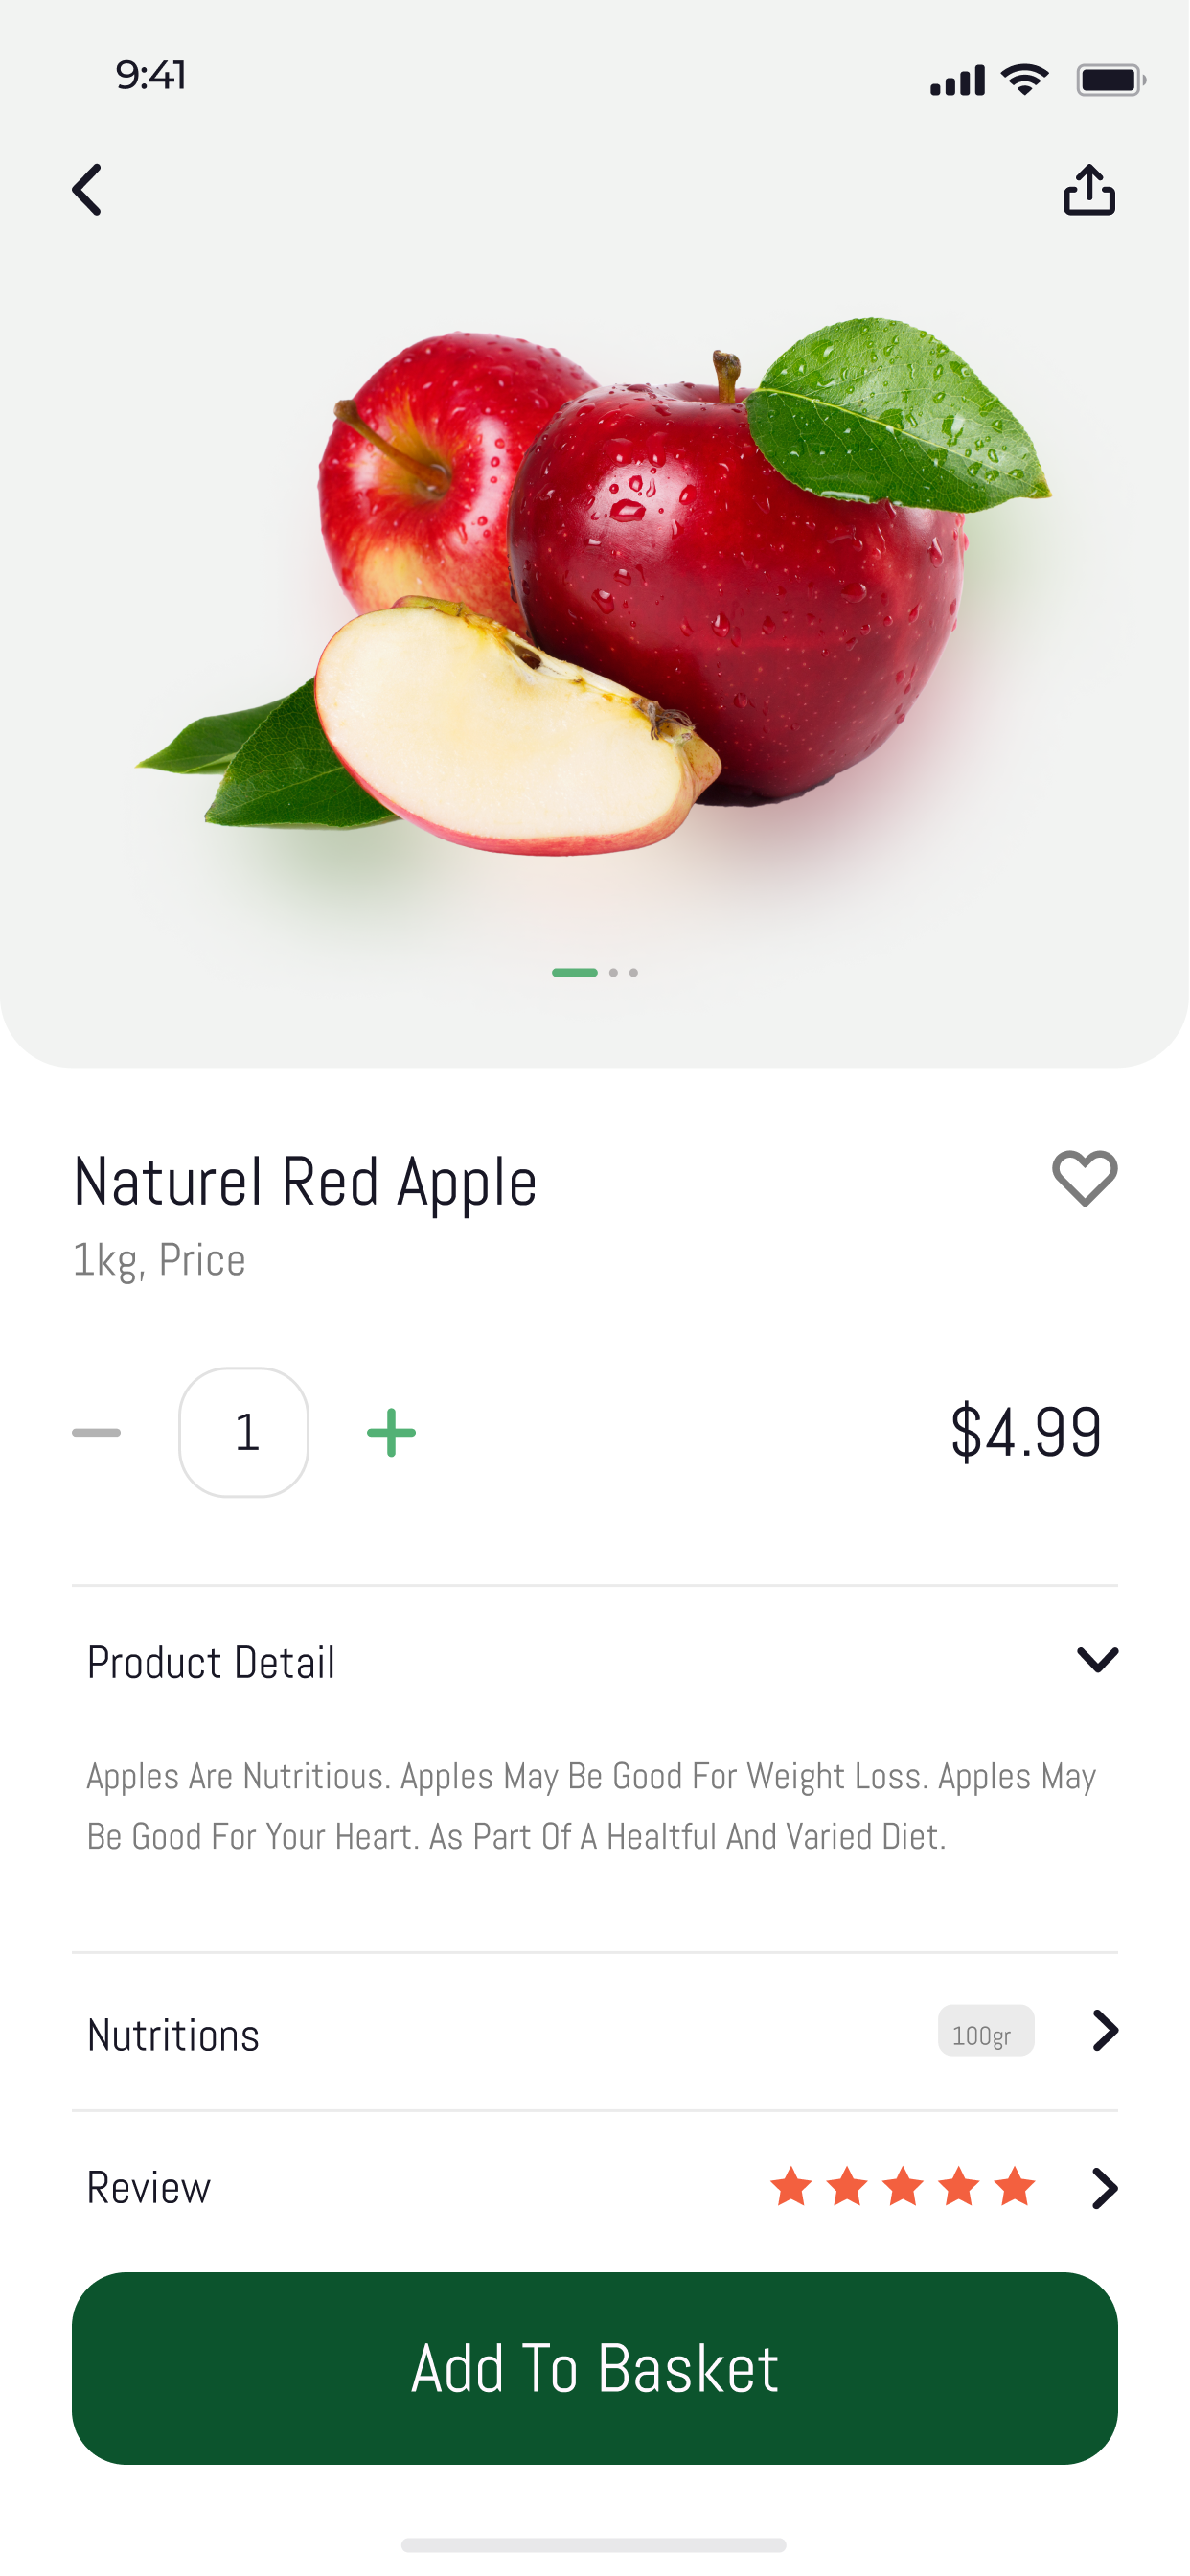 9:41
Naturel Red Apple
1kg, Price
1
$4.99
Product Detail
Apples Are Nutritious. Apples May Be Good For Weight Loss. Apples May
Be Good For Your Heart. As Part Of A Healtful And Varied Diet.
Nutritions
100gr
Review
Add To Basket